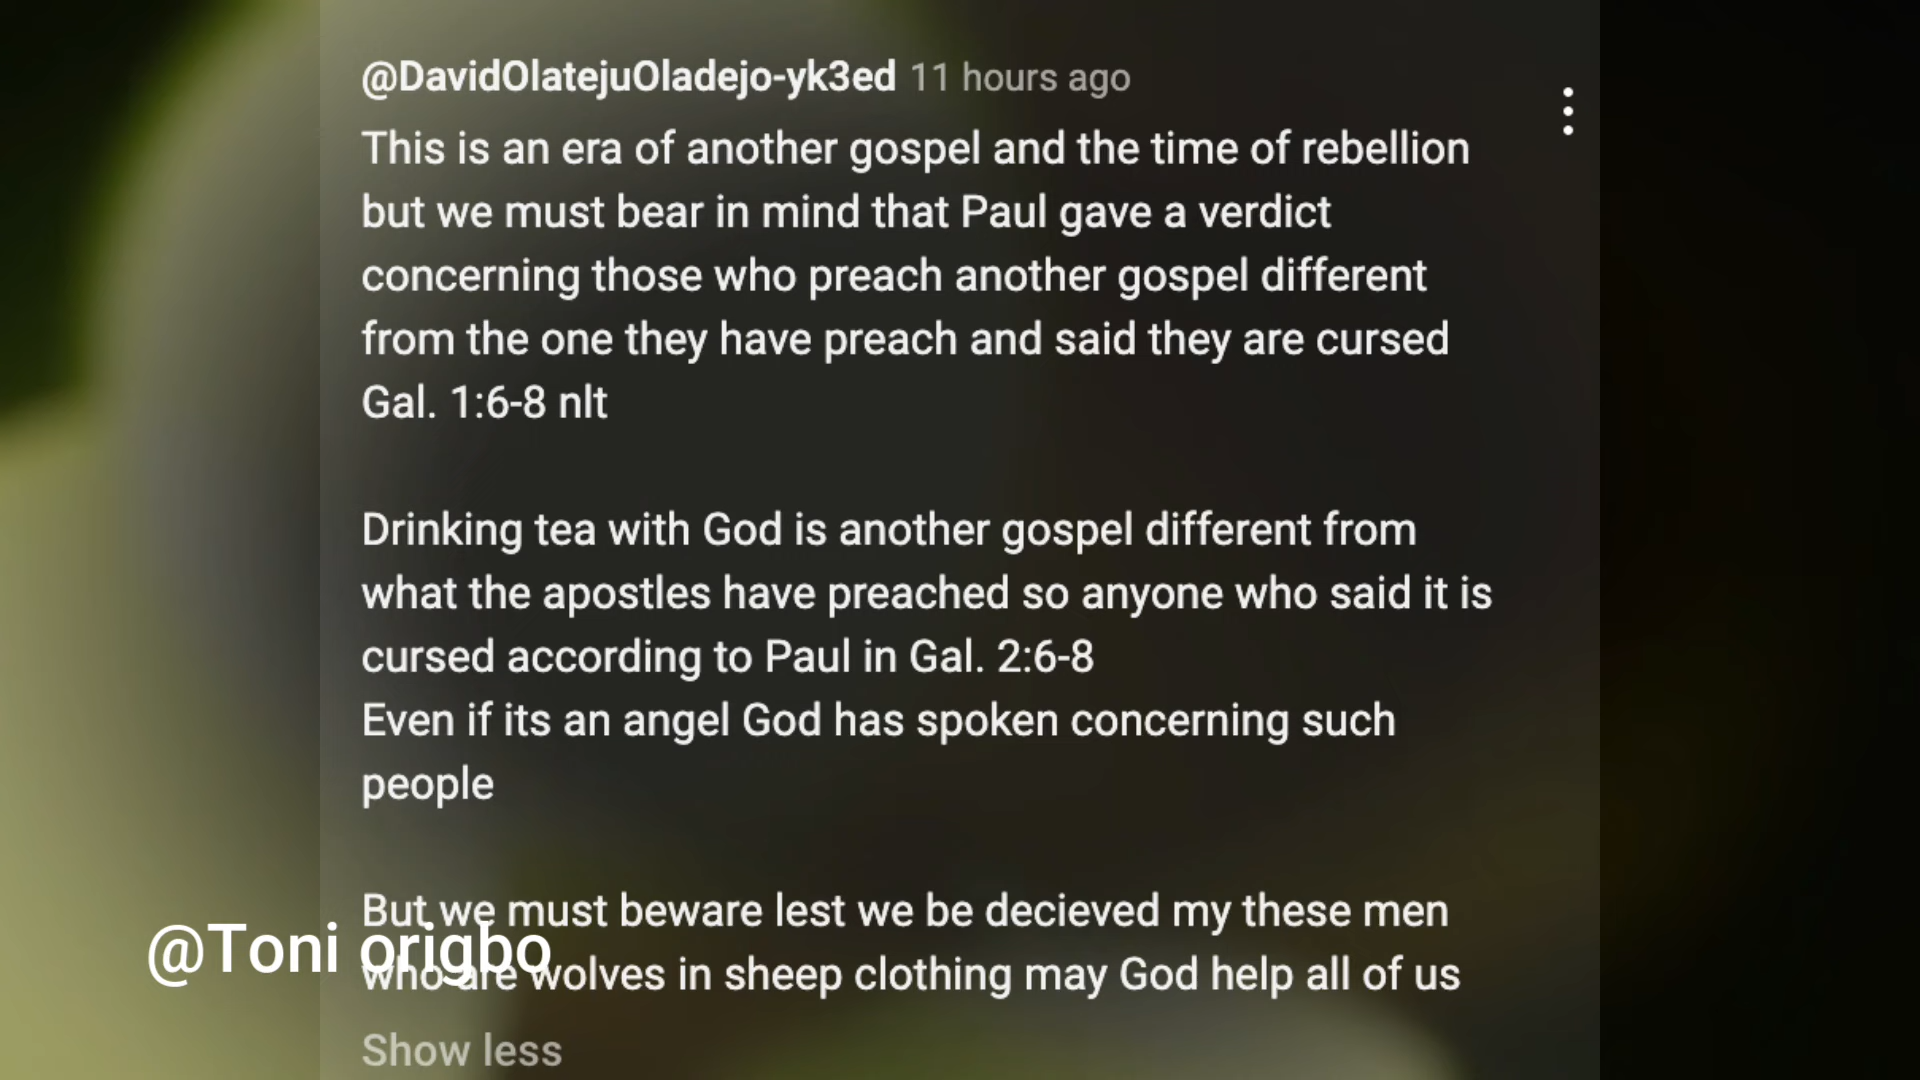 @DavidOlatejuOladejo-yk3ed 11 hours ago
This is an era of another gospel and the time of rebellion
but we must bear in mind that Paul gave a verdict
concerning those who preach another gospel different
from the one they have preach and said they are cursed
Gal. 1:6-8 nlt
Drinking tea with God is another gospel different from
what the apostles have preached so anyone who said it is
cursed according to Paul in Gal. 2:6-8
Even if its an angel God has spoken concerning such
people
But we must beware lest we be decieved my these men
who are wolves in sheep clothing may God help all of us
@Toni origbo
Show less